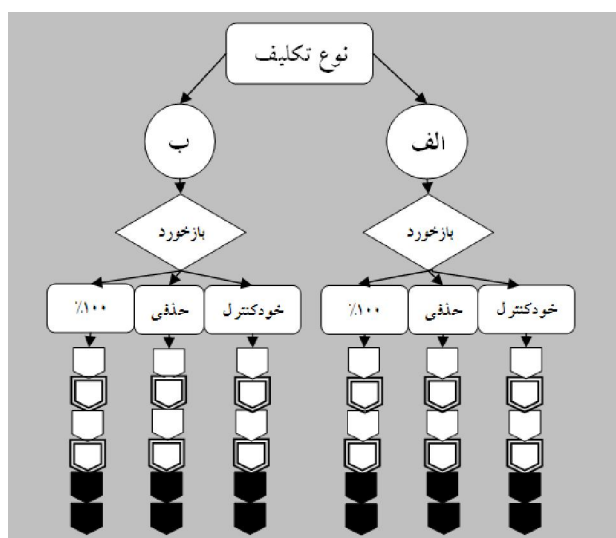 نوع تکلیف
الف
ب
بازخورد
بازخورد
خودکنترل
حذفی
٪۱۰۰
خودکنترل
حذفی
٪۱۰۰